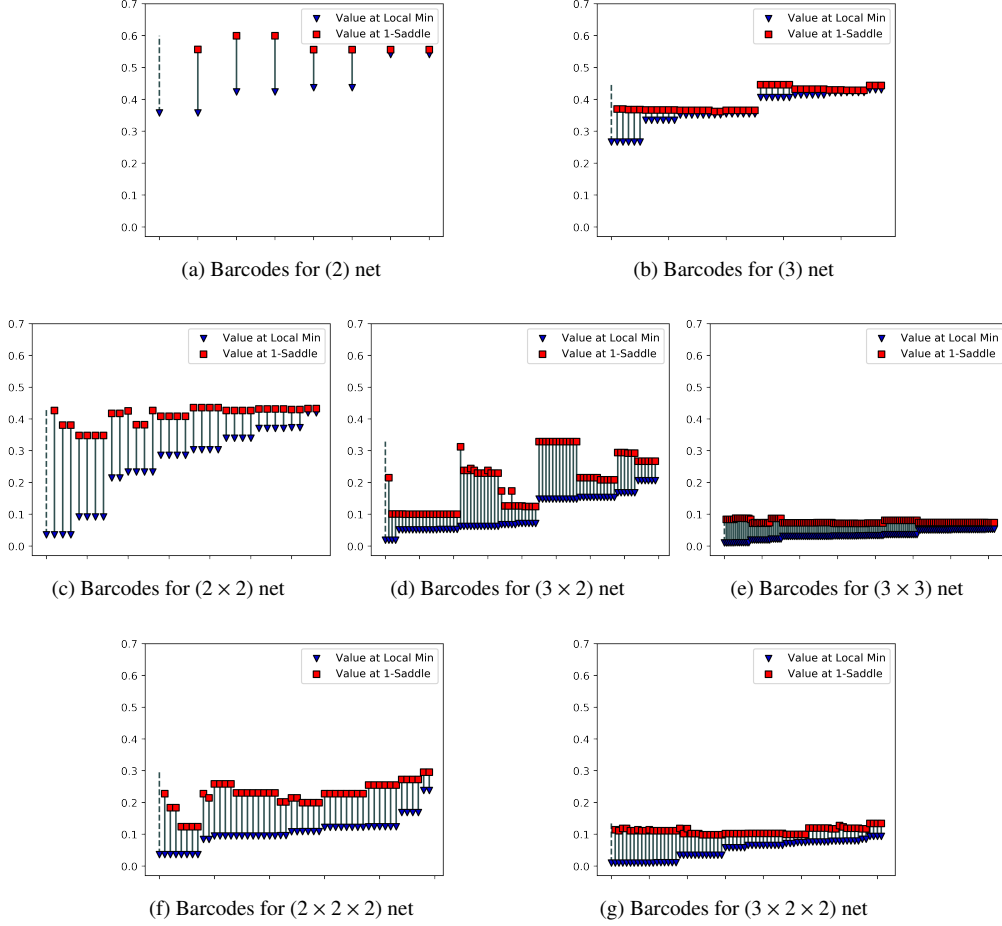 0.7
0.6
0.5
0.4
0.3
0.2
0.1
0.0
Value at Local Min
Value at 1-Saddle
(a) Barcodes for (2) net
0.7
0.6
0.5
0.4
0.3
0.2
0.1
0.0
Value at Local Min
Value at 1-Saddle
(b) Barcodes for (3) net
0.7
0.6
0.5
0.4
0.3
0.2
0.1
0.0
Value at Local Min
Value at 1-Saddle
(c) Barcodes for (2 × 2) net
0.7
0.6
0.5
0.4
0.3
0.2
0.1
0.0
Value at Local Min
Value at 1-Saddle
(d) Barcodes for (3 × 2) net
0.7
0.6
0.5
0.4
0.3
0.2
0.1
0.0
Value at Local Min
Value at 1-Saddle
(e) Barcodes for (3 × 3) net
0.7
0.6
0.5
0.4
0.3
0.2
0.1
0.0
Value at Local Min
Value at 1-Saddle
(f) Barcodes for (2 × 2 × 2) net
0.7
0.6
0.5
0.4
0.3
0.2
0.1
0.0
Value at Local Min
Value at 1-Saddle
(g) Barcodes for (3 × 2 × 2) net